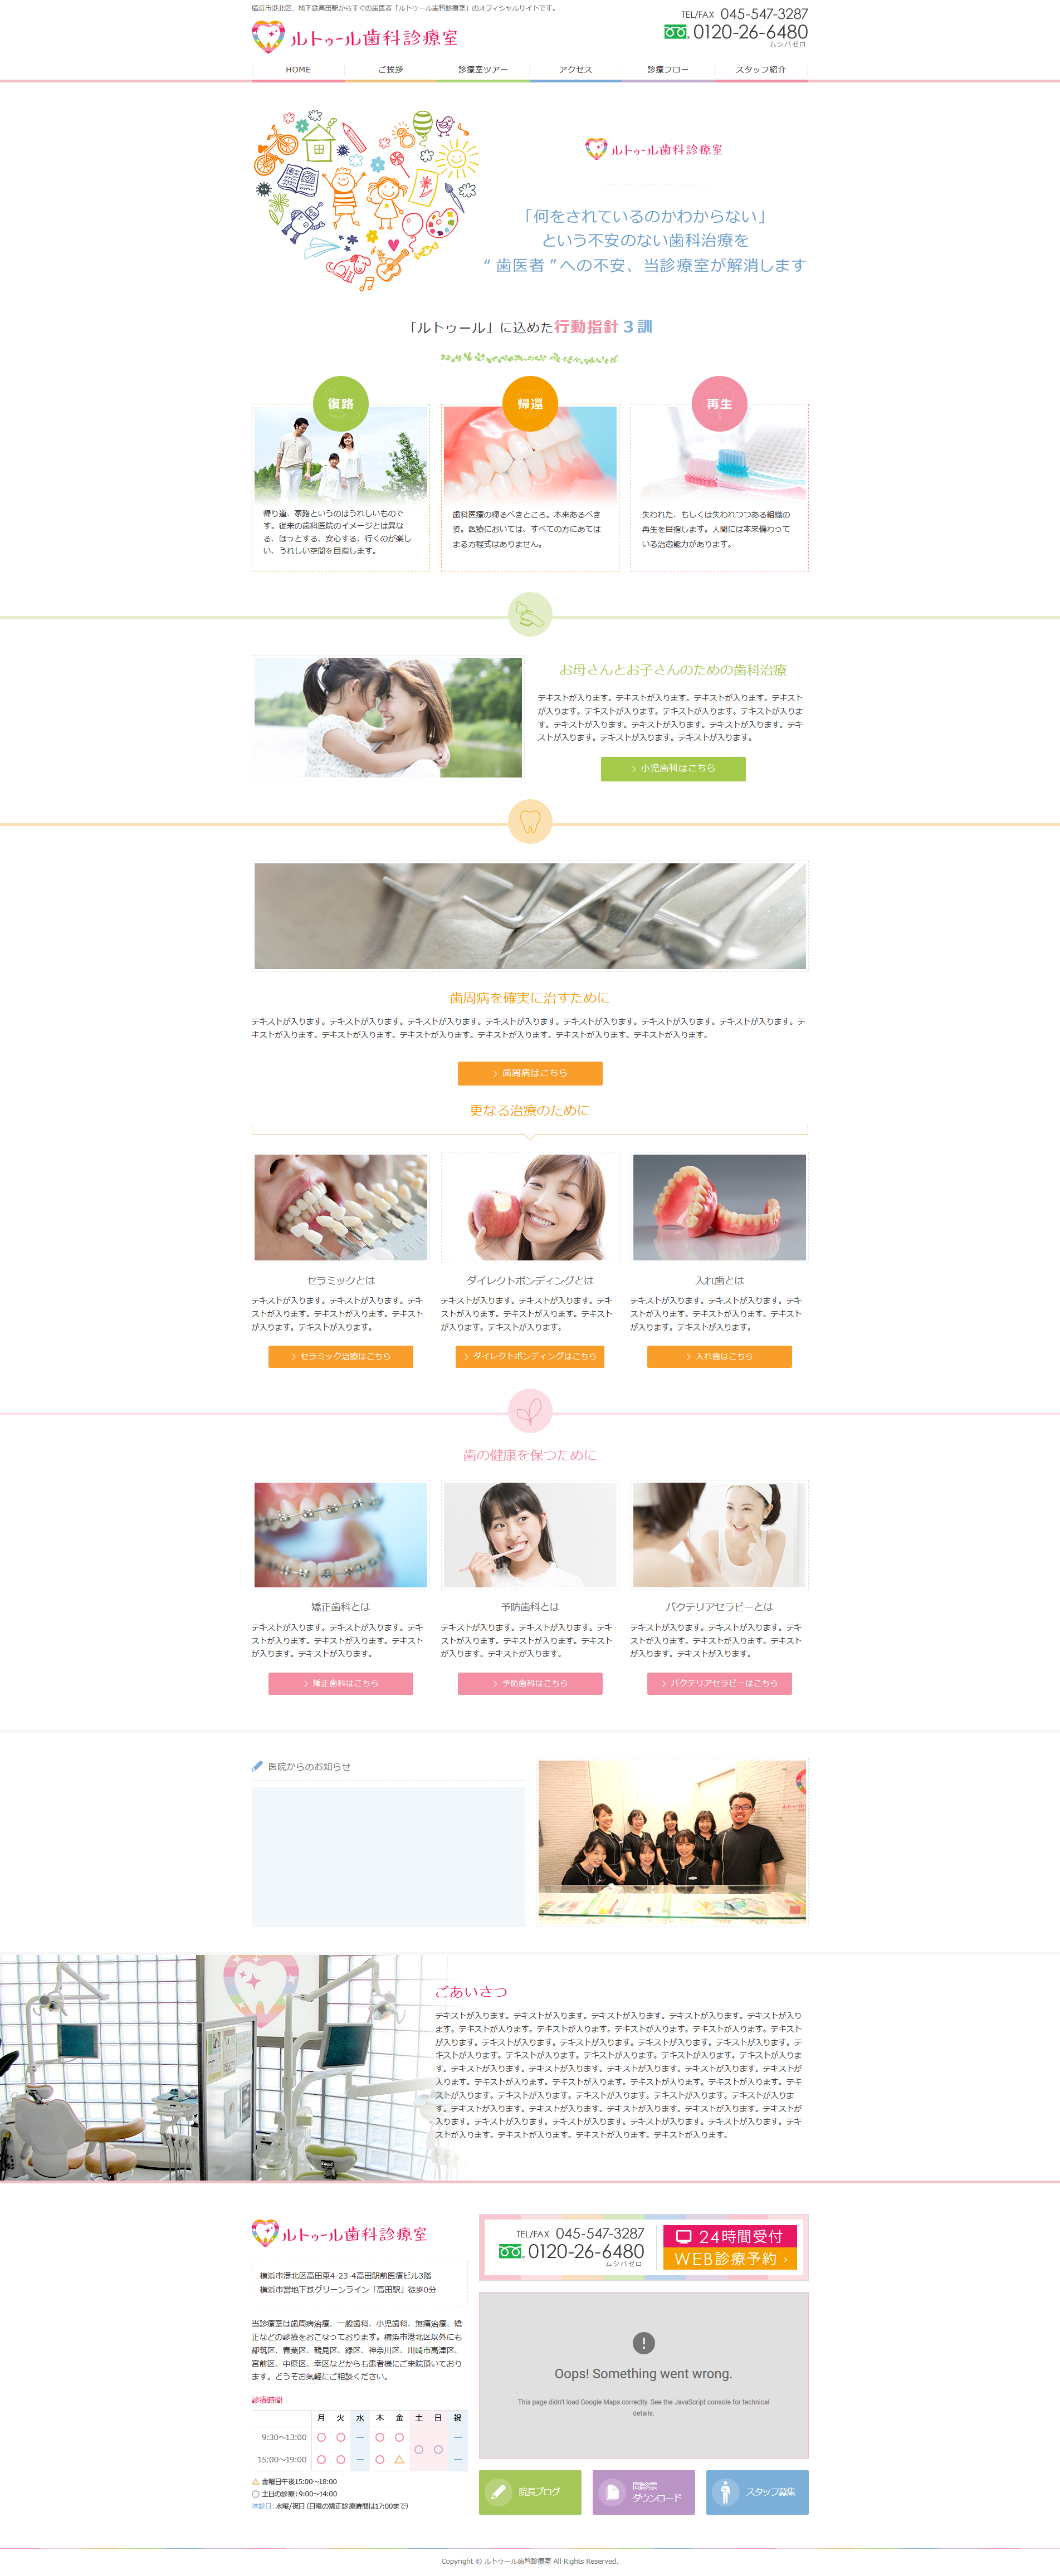 横浜市港北区、地下鉄高田駅からすぐの歯医者「ルトゥール歯科診療室」のオフィシャルサイトです。
ルトゥール歯科診療室
TEL/FAX 045-547-3287
0120-26-6480
ムシバゼロ
HOME ご挨拶 診療室ツアー アクセス 診療フロー スタッフ紹介
ルトゥール歯科診療室
「何をされているのかわからない」
という不安のない歯科治療を
“歯医者”への不安、当診療室が解消します
「ルトゥール」に込めた行動指針3訓
復路
帰り道、家路というのはうれしいもので
す。従来の歯科医院のイメージとは異な
る、ほっとする、安心する、行くのが楽し
い、うれしい空間を目指します。
帰還
歯科医療の帰るべきところ。本来あるべき
姿。医療においては、すべての方にあては
まる方程式はありません。
再生
失われた、もしくは失われつつある組織の
再生を目指します。人間には本来備わって
いる治癒能力があります。
お母さんとお子さんのための歯科治療
テキストが入ります。テキストが入ります。テキストが入ります。テキスト
が入ります。テキストが入ります。テキストが入ります。テキストが入りま
す。テキストが入ります。テキストが入ります。テキストが入ります。テキ
ストが入ります。テキストが入ります。テキストが入ります。
小児歯科はこちら
歯周病を確実に治すために
テキストが入ります。テキストが入ります。テキストが入ります。テキストが入ります。テキストが入ります。テキストが入ります。テキストが入ります。テ
キストが入ります。テキストが入ります。テキストが入ります。テキストが入ります。テキストが入ります。テキストが入ります。
歯周病はこちら
更なる治療のために
セラミックとは
テキストが入ります。テキストが入ります。テキ
ストが入ります。テキストが入ります。テキスト
が入ります。テキストが入ります。
セラミック治療はこちら
ダイレクトボンディングとは
テキストが入ります。テキストが入ります。テキ
ストが入ります。テキストが入ります。テキスト
が入ります。テキストが入ります。
ダイレクトボンディングはこちら
入れ歯とは
テキストが入ります。テキストが入ります。テキ
ストが入ります。テキストが入ります。テキスト
が入ります。テキストが入ります。
入れ歯はこちら
歯の健康を保つために
矯正歯科とは
テキストが入ります。テキストが入ります。テキ
ストが入ります。テキストが入ります。テキスト
が入ります。テキストが入ります。
矯正歯科はこちら
予防歯科とは
テキストが入ります。テキストが入ります。テキ
ストが入ります。テキストが入ります。テキスト
が入ります。テキストが入ります。
予防歯科はこちら
バクテリアセラピーとは
テキストが入ります。テキストが入ります。テキ
ストが入ります。テキストが入ります。テキスト
が入ります。テキストが入ります。
バクテリアセラピーはこちら
医院からのお知らせ
ごあいさつ
テキストが入ります。テキストが入ります。テキストが入ります。テキストが入ります。テキストが入り
ます。テキストが入ります。テキストが入ります。テキストが入ります。テキストが入ります。テキスト
が入ります。テキストが入ります。テキストが入ります。テキストが入ります。テキストが入ります。テ
キストが入ります。テキストが入ります。テキストが入ります。テキストが入ります。テキストが入りま
す。テキストが入ります。テキストが入ります。テキストが入ります。テキストが入ります。テキストが
入ります。テキストが入ります。テキストが入ります。テキストが入ります。テキストが入ります。テキ
ストが入ります。テキストが入ります。テキストが入ります。テキストが入ります。テキストが入りま
す。テキストが入ります。テキストが入ります。テキストが入ります。テキストが入ります。テキストが
入ります。テキストが入ります。テキストが入ります。テキストが入ります。テキストが入ります。テキ
ストが入ります。テキストが入ります。テキストが入ります。テキストが入ります。
ルトゥール歯科診療室
横浜市港北区高田東4-23-4高田駅前医療ビル3階
横浜市営地下鉄グリーンライン「高田駅」徒歩0分
当診療室は歯周病治療、一般歯科、小児歯科、無痛治療、矯
正などの診療をおこなっております。横浜市港北区以外にも
都筑区、青葉区、鶴見区、緑区、神奈川区、川崎市高津区、
宮前区、中原区、幸区などからも患者様にご来院頂いており
ます。どうぞお気軽にご相談ください。
診療時間
月 火 水 木 金 土 日 祝
9:30〜13:00 ○ ○ ー ○ ○ ○ ○ ー
15:00〜19:00 ○ ○ ー ○ △ ー
△ 金曜日午後15:00〜18:00
○ 土日の診療:9:00〜14:00
休診日:水曜/祝日(日曜の矯正診療時間は17:00まで)
TEL/FAX 045-547-3287
0120-26-6480
ムシバゼロ
24時間受付
WEB診療予約 >
Oops! Something went wrong.
This page didn't load Google Maps correctly. See the JavaScript console for technical
details.
院長ブログ
問診票
ダウンロード
スタッフ募集
Copyright © ルトゥール歯科診療室 All Rights Reserved.